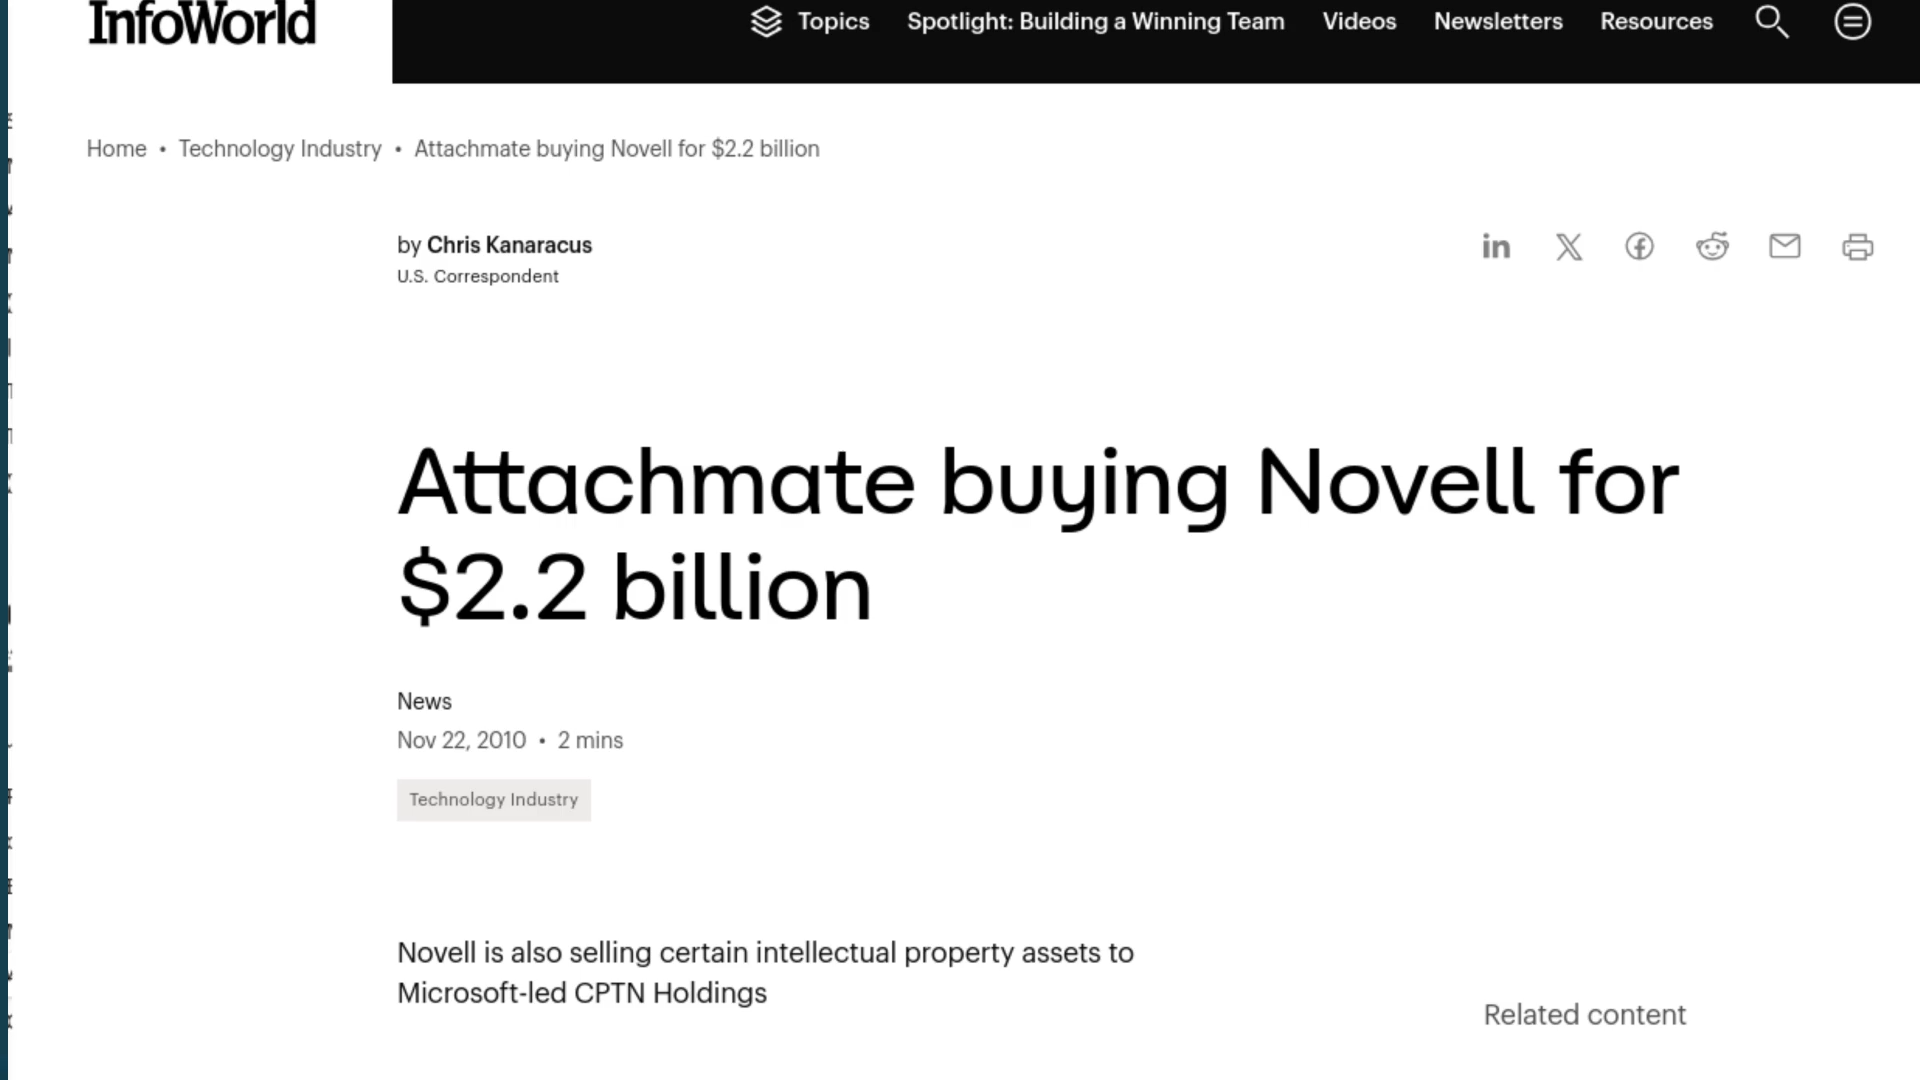 InfoWorld
Topics
Spotlight: Building a Winning Team
Videos
Newsletters
Resources
Home • Technology Industry • Attachmate buying Novell for $2.2 billion
by Chris Kanaracus
U.S. Correspondent
Attachmate buying Novell for
$2.2 billion
News
Nov 22, 2010 • 2 mins
Technology Industry
Novell is also selling certain intellectual property assets to
Microsoft-led CPTN Holdings
Related content